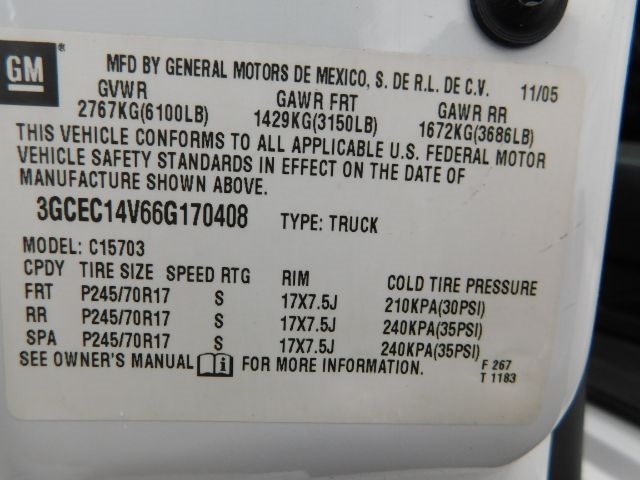 GM®
MFD BY GENERAL MOTORS DE MEXICO, S. DE R.L. DE C.V. 11/05
GVWR GAWR FRT GAWR RR
2767KG(6100LB) 1429KG(3150LB) 1672KG(3686LB)
THIS VEHICLE CONFORMS TO ALL APPLICABLE U.S. FEDERAL MOTOR
VEHICLE SAFETY STANDARDS IN EFFECT ON THE DATE OF
MANUFACTURE SHOWN ABOVE.
3GCEC14V66G170408 TYPE: TRUCK
MODEL: C15703
CPDY TIRE SIZE SPEED RTG RIM COLD TIRE PRESSURE
FRT P245/70R17 S 17X7.5J 210KPA(30PSI)
RR P245/70R17 S 17X7.5J 240KPA(35PSI)
SPA P245/70R17 S 17X7.5J 240KPA(35PSI)
SEE OWNER'S MANUAL FOR MORE INFORMATION.
F 267
T 1183